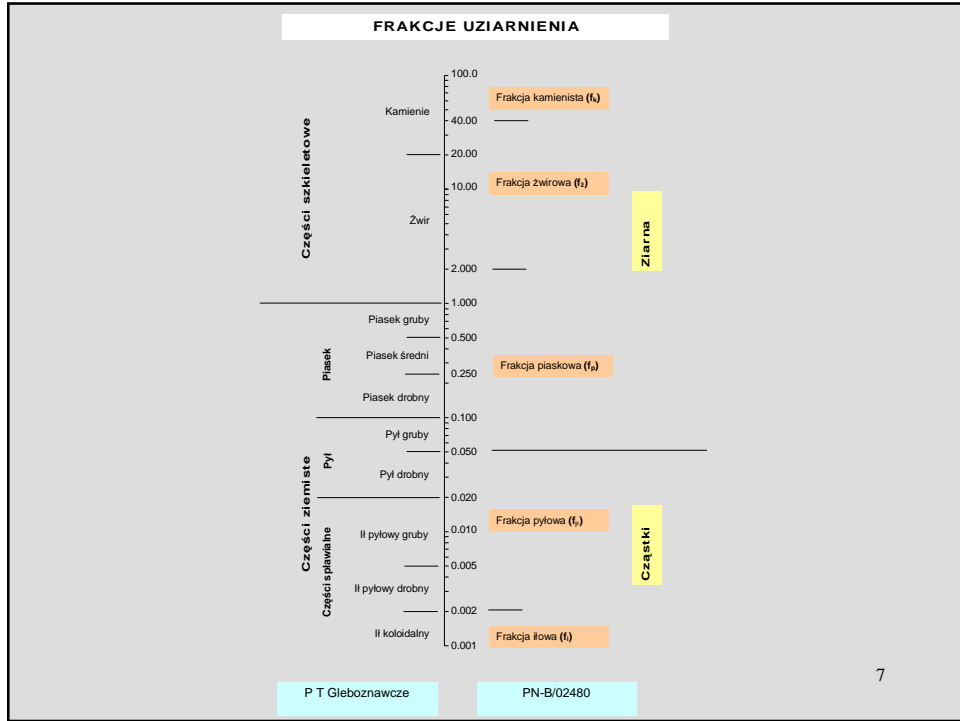 FRAKCJE UZIARNIENIA
100.0
Frakcja kamienista (fk)
Kamienie
40.00
20.00
10.00
Frakcja żwirowa (fż)
Części szkieletowe
Żwir
Ziarna
2.000
1.000
Piasek gruby
0.500
Piasek średni
Piasek
Frakcja piaskowa (fp)
0.250
Piasek drobny
0.100
Pył gruby
0.050
Pył
Pył drobny
Części ziemiste
0.020
Frakcja pyłowa (fp)
0.010
Ił pyłowy gruby
Części spławialne
Cząstki
0.005
Ił pyłowy drobny
0.002
Ił koloidalny
Frakcja iłowa (fi)
0.001
P T Gleboznawcze
PN-B/02480
7